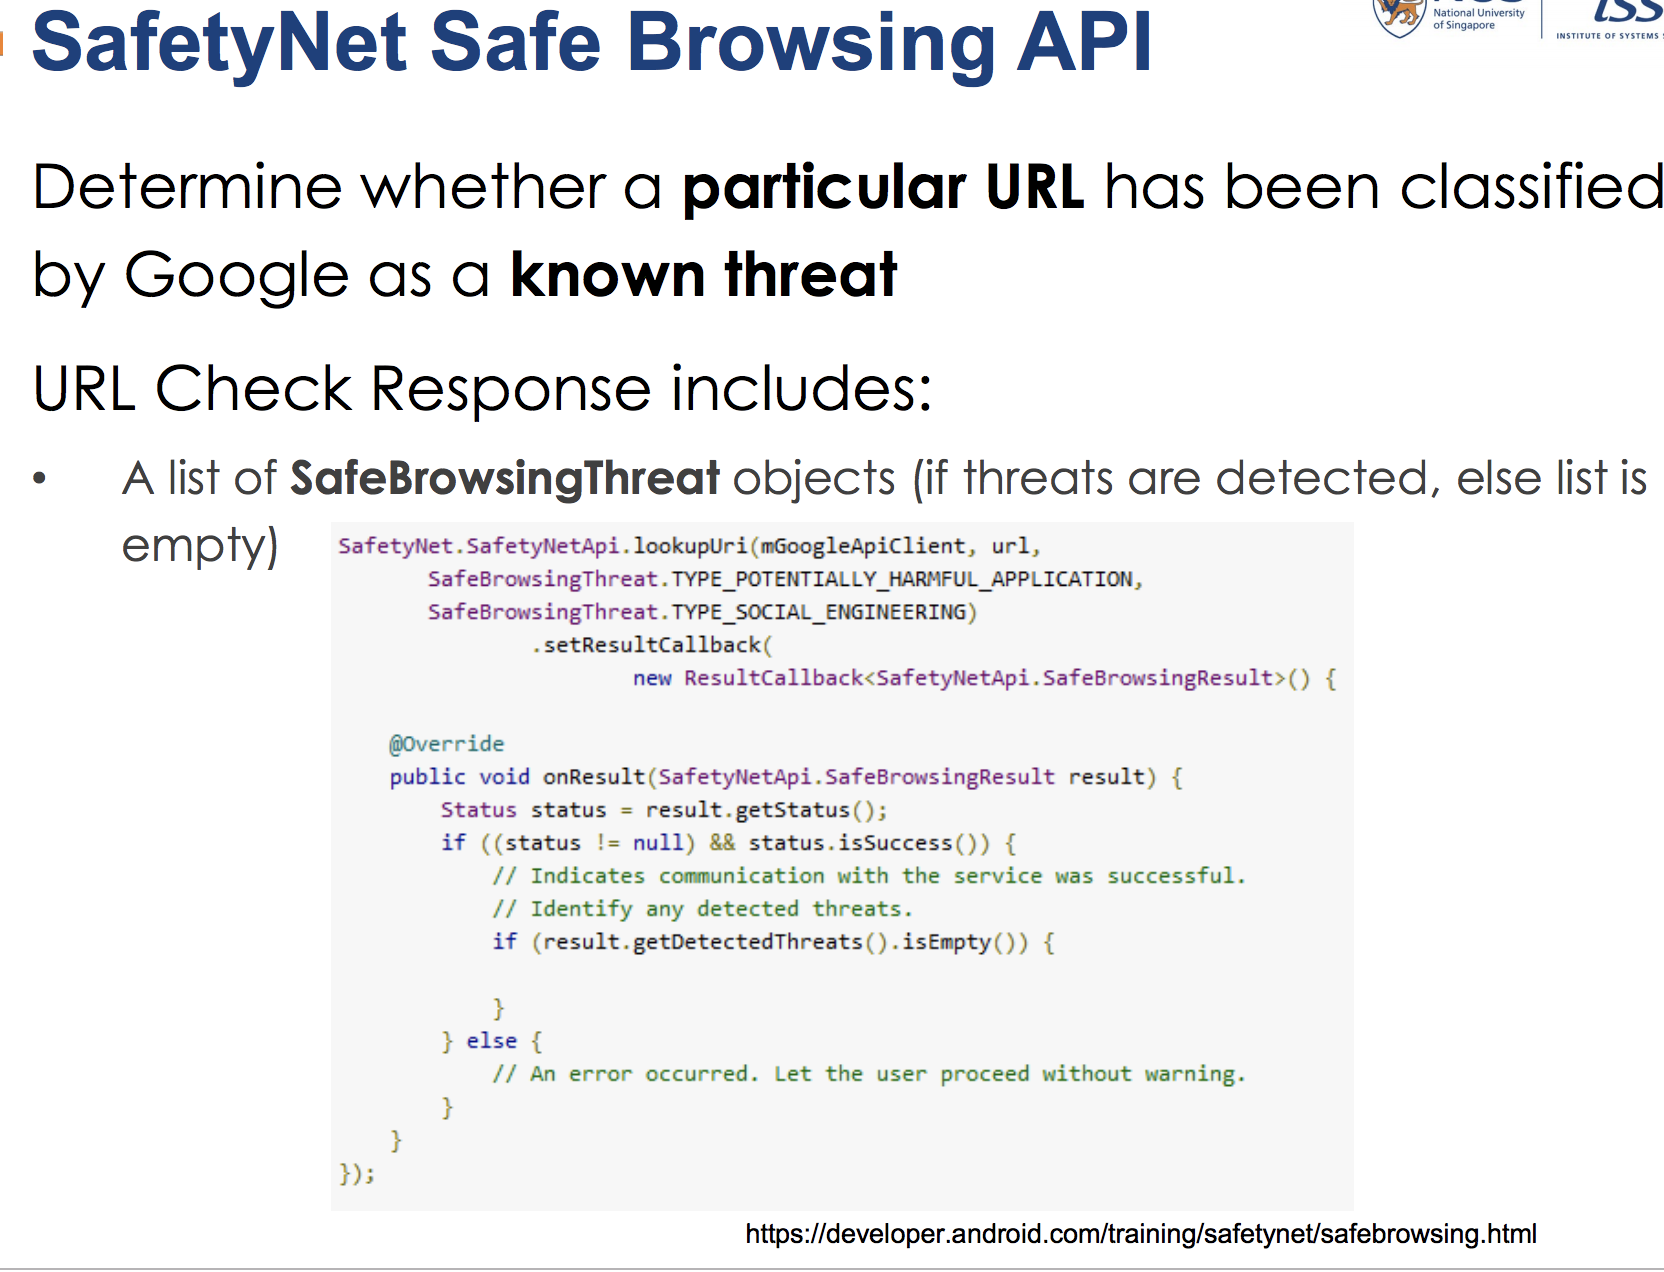 SafetyNet Safe Browsing API
National University
of Singapore
INSTITUTE OF SYSTEMS
Determine whether a particular URL has been classified
by Google as a known threat
URL Check Response includes:
• A list of SafeBrowsingThreat objects (if threats are detected, else list is
empty)
SafetyNet.SafetyNetApi.lookupUri(mGoogleApiClient, url,
SafeBrowsingThreat.TYPE_POTENTIALLY_HARMFUL_APPLICATION,
SafeBrowsingThreat.TYPE_SOCIAL_ENGINEERING)
.setResultCallback(
new ResultCallback<SafetyNetApi.SafeBrowsingResult>() {
@Override
public void onResult(SafetyNetApi.SafeBrowsingResult result) {
Status status = result.getStatus();
if ((status != null) && status.isSuccess()) {
// Indicates communication with the service was successful.
// Identify any detected threats.
if (result.getDetectedThreats().isEmpty()) {
}
} else {
// An error occurred. Let the user proceed without warning.
}
}
});
https://developer.android.com/training/safetynet/safebrowsing.html